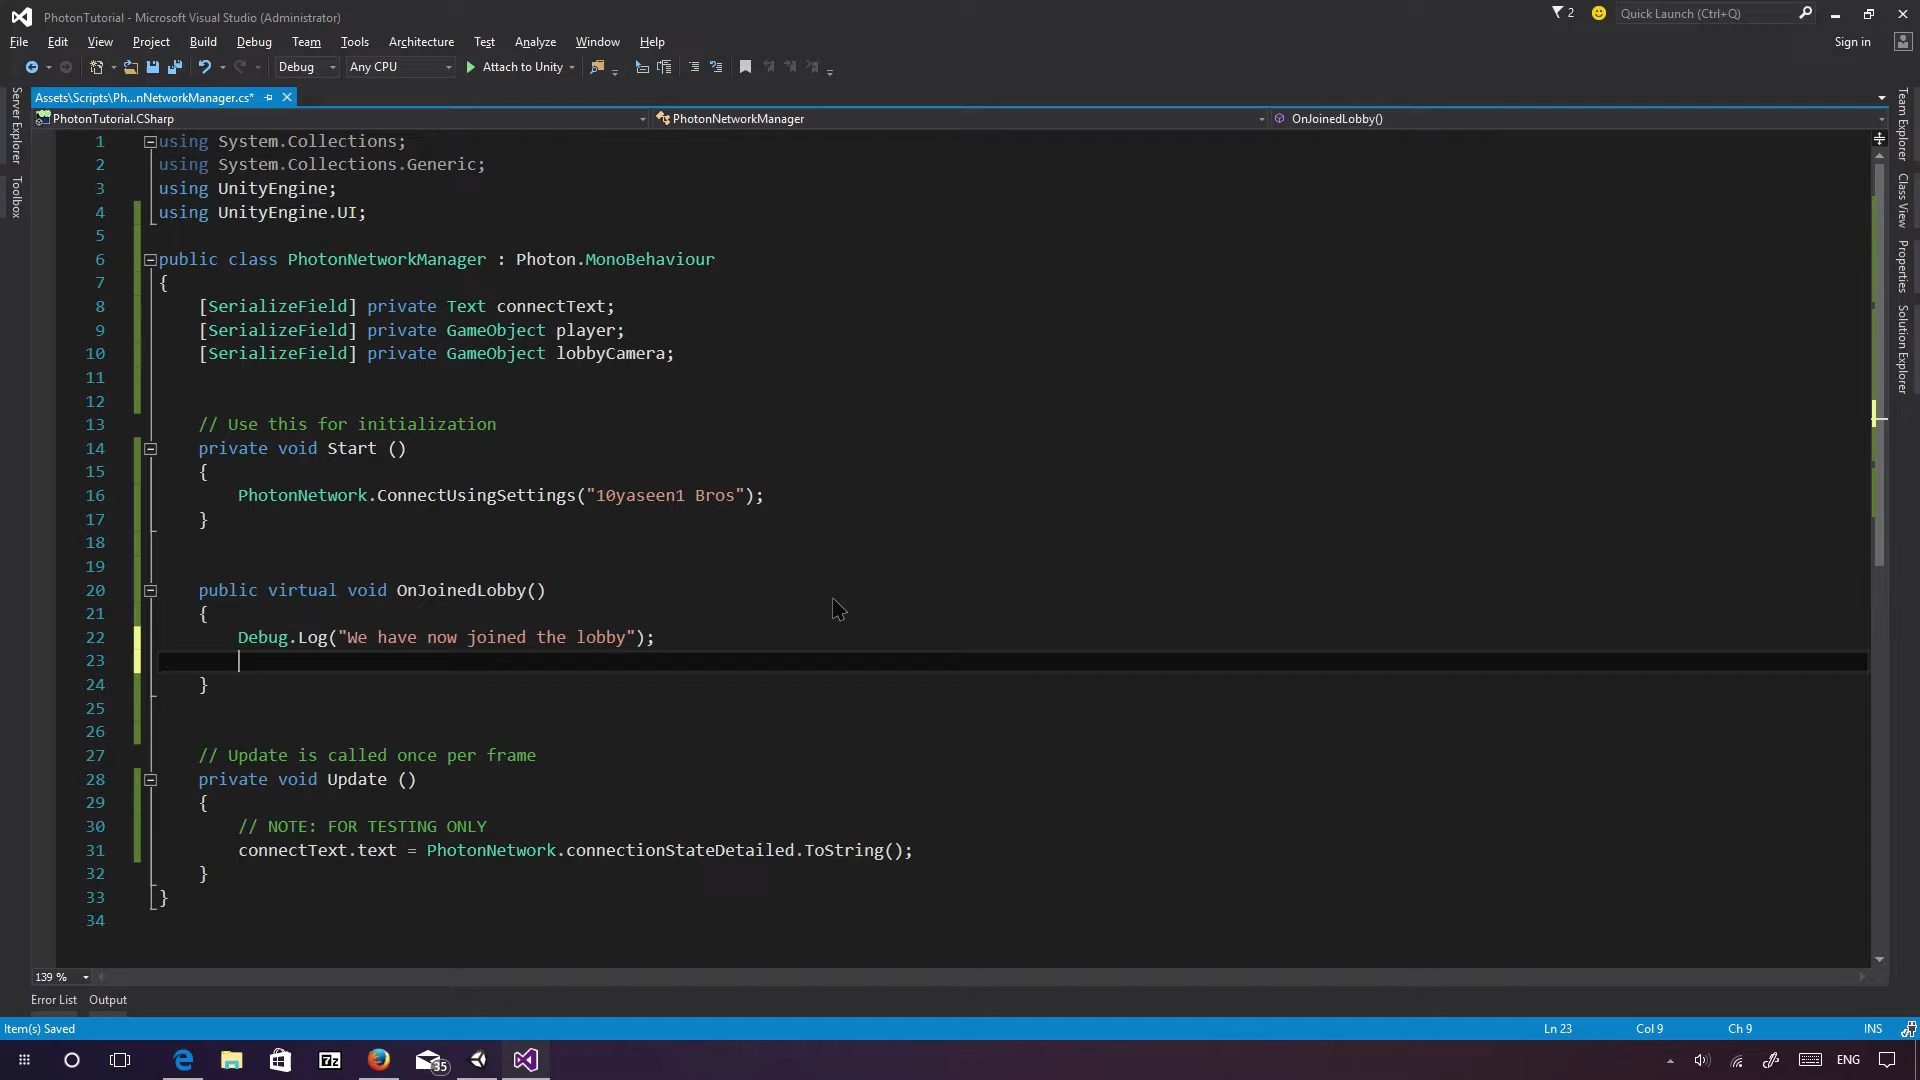 PhotonTutorial - Microsoft Visual Studio (Administrator)
2
Quick Launch (Ctrl+Q)
File Edit View Project Build Debug Team Tools Architecture Test Analyze Window Help
Sign in
Debug
Any CPU
Attach to Unity
Server Explorer
Toolbox
Assets\Scripts\Ph...nNetworkManager.cs*
PhotonTutorial.CSharp
PhotonNetworkManager
OnJoinedLobby()
1 using System.Collections;
2 using System.Collections.Generic;
3 using UnityEngine;
4 using UnityEngine.UI;
5
6 public class PhotonNetworkManager : Photon.MonoBehaviour
7 {
8 [SerializeField] private Text connectText;
9 [SerializeField] private GameObject player;
10 [SerializeField] private GameObject lobbyCamera;
11
12
13 // Use this for initialization
14 private void Start ()
15 {
16 PhotonNetwork.ConnectUsingSettings("10yaseen1 Bros");
17 }
18
19
20 public virtual void OnJoinedLobby()
21 {
22 Debug.Log("We have now joined the lobby");
23
24 }
25
26
27 // Update is called once per frame
28 private void Update ()
29 {
30 // NOTE: FOR TESTING ONLY
31 connectText.text = PhotonNetwork.connectionStateDetailed.ToString();
32 }
33 }
34
Team Explorer
Class View
Properties
Solution Explorer
139 %
Error List Output
Item(s) Saved
Ln 23
Col 9
Ch 9
INS
7z
35
ENG